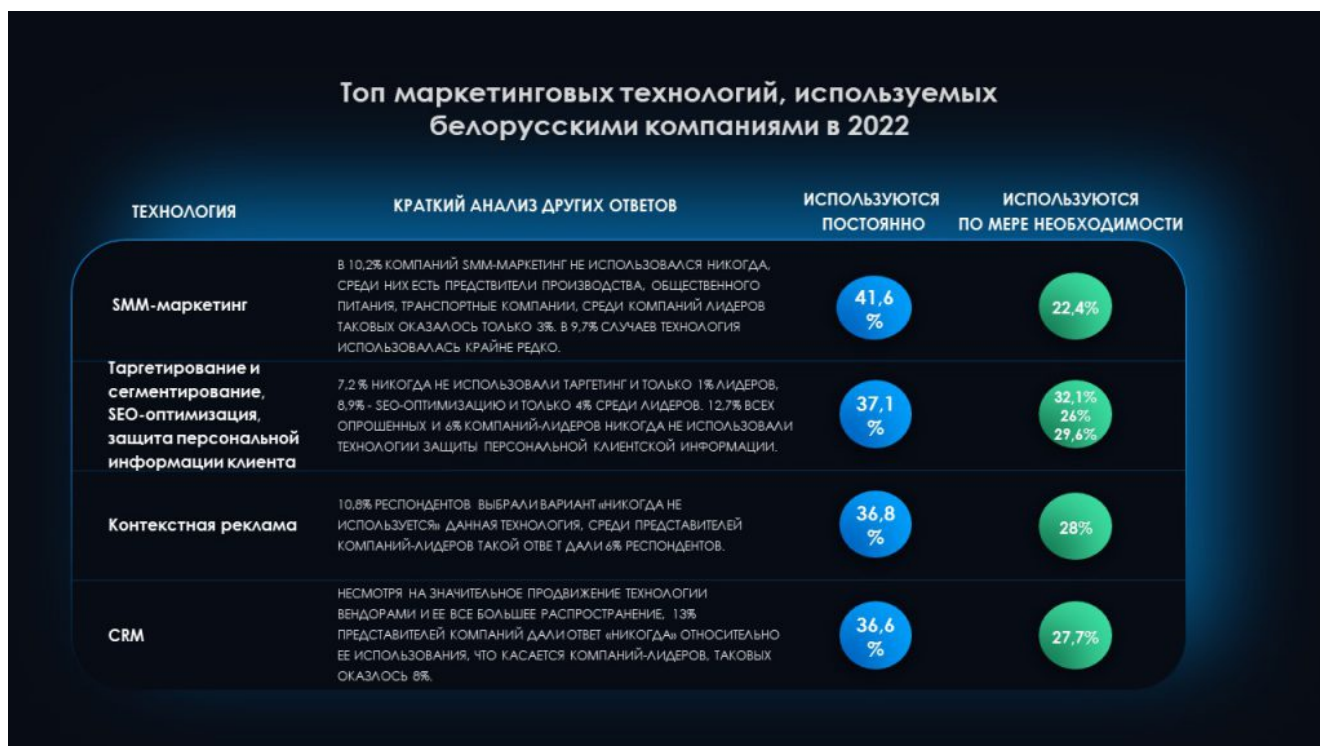 Топ маркетинговых технологий, используемых
белорусскими компаниями в 2022
ТЕХНОЛОГИЯ
КРАТКИЙ АНАЛИЗ ДРУГИХ ОТВЕТОВ
ИСПОЛЬЗУЮТСЯ
ПОСТОЯННО
ИСПОЛЬЗУЮТСЯ
ПО МЕРЕ НЕОБХОДИМОСТИ
SMM-маркетинг
В 10,2% КОМПАНИЙ SMM-МАРКЕТИНГ НЕ ИСПОЛЬЗОВАЛСЯ НИКОГДА,
СРЕДИ НИХ ЕСТЬ ПРЕДСТВИТЕЛИ ПРОИЗВОДСТВА, ОБЩЕСТВЕННОГО
ПИТАНИЯ, ТРАНСПОРТНЫЕ КОМПАНИИ, СРЕДИ КОМПАНИЙ ЛИДЕРОВ
ТАКОВЫХ ОКАЗАЛОСЬ ТОЛЬКО 3%. В 9,7% СЛУЧАЕВ ТЕХНОЛОГИЯ
ИСПОЛЬЗОВАЛАСЬ КРАЙНЕ РЕДКО.
41,6
%
22,4%
Таргетирование и
сегментирование,
SEO-оптимизация,
защита персональной
информации клиента
7,2 % НИКОГДА НЕ ИСПОЛЬЗОВАЛИ ТАРГЕТИНГ И ТОЛЬКО 1% ЛИДЕРОВ,
8,9% - SEO-ОПТИМИЗАЦИЮ И ТОЛЬКО 4% СРЕДИ ЛИДЕРОВ. 12,7% ВСЕХ
ОПРОШЕННЫХ И 6% КОМПАНИЙ-ЛИДЕРОВ НИКОГДА НЕ ИСПОЛЬЗОВАЛИ
ТЕХНОЛОГИИ ЗАЩИТЫ ПЕРСОНАЛЬНОЙ КЛИЕНТСКОЙ ИНФОРМАЦИИ.
37,1
%
32,1%
26%
29,6%
Контекстная реклама
10,8% РЕСПОНДЕНТОВ ВЫБРАЛИ ВАРИАНТ «НИКОГДА НЕ
ИСПОЛЬЗУЕТСЯ» ДАННАЯ ТЕХНОЛОГИЯ, СРЕДИ ПРЕДСТАВИТЕЛЕЙ
КОМПАНИЙ-ЛИДЕРОВ ТАКОЙ ОТВЕ Т ДАЛИ 6% РЕСПОНДЕНТОВ.
36,8
%
28%
CRM
НЕСМОТРЯ НА ЗНАЧИТЕЛЬНОЕ ПРОДВИЖЕНИЕ ТЕХНОЛОГИИ
ВЕНДОРАМИ И ЕЕ ВСЕ БОЛЬШЕЕ РАСПРОСТРАНЕНИЕ, 13%
ПРЕДСТАВИТЕЛЕЙ КОМПАНИЙ ДАЛИ ОТВЕТ «НИКОГДА» ОТНОСИТЕЛЬНО
ЕЕ ИСПОЛЬЗОВАНИЯ, ЧТО КАСАЕТСЯ КОМПАНИЙ-ЛИДЕРОВ, ТАКОВЫХ
ОКАЗЛОСЬ 8%.
36,6
%
27,7%